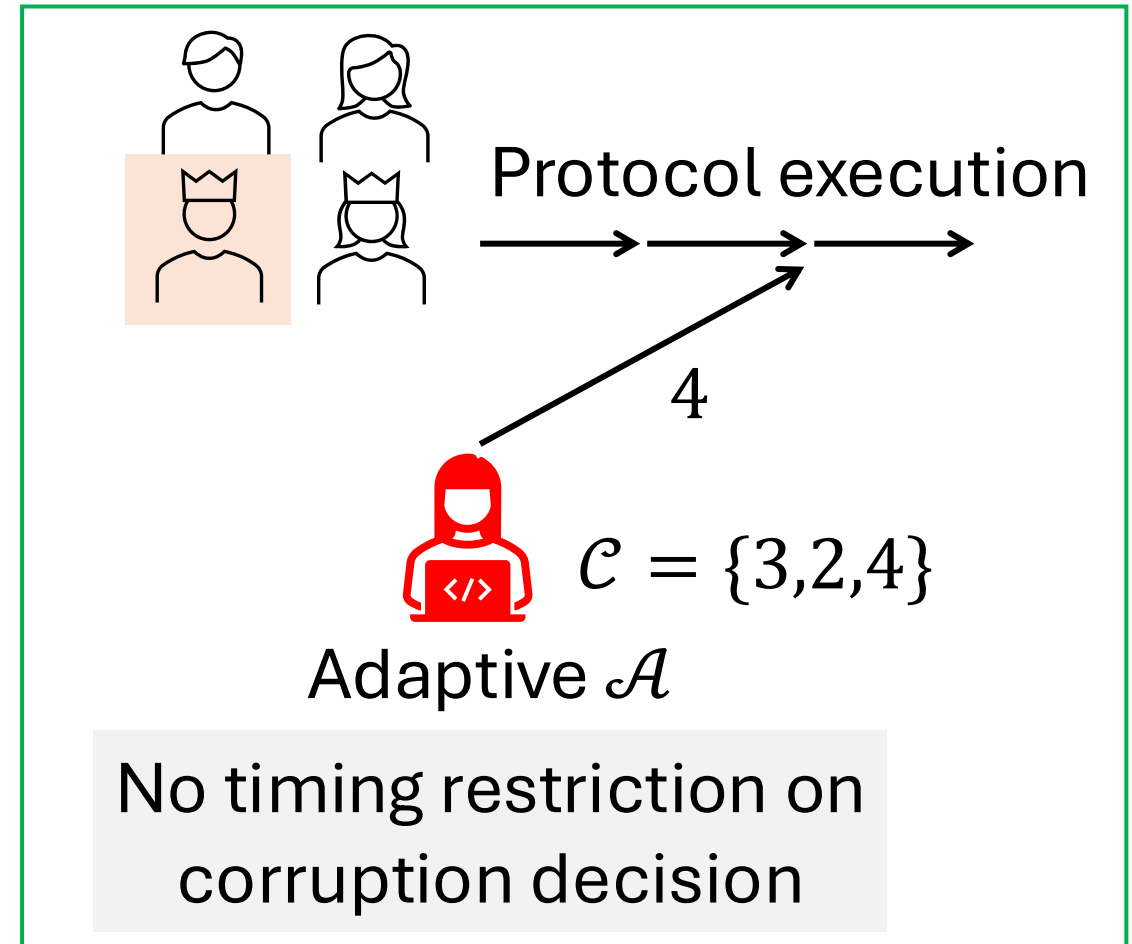 Protocol execution
4
</>
𝒞 = {3,2,4}
Adaptive 𝒜
No timing restriction on
corruption decision